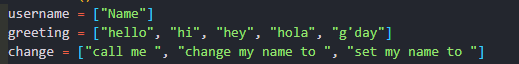 username = ["Name"]
greeting = ["hello", "hi", "hey", "hola", "g'day"]
change = ["call me ", "change my name to ", "set my name to "]